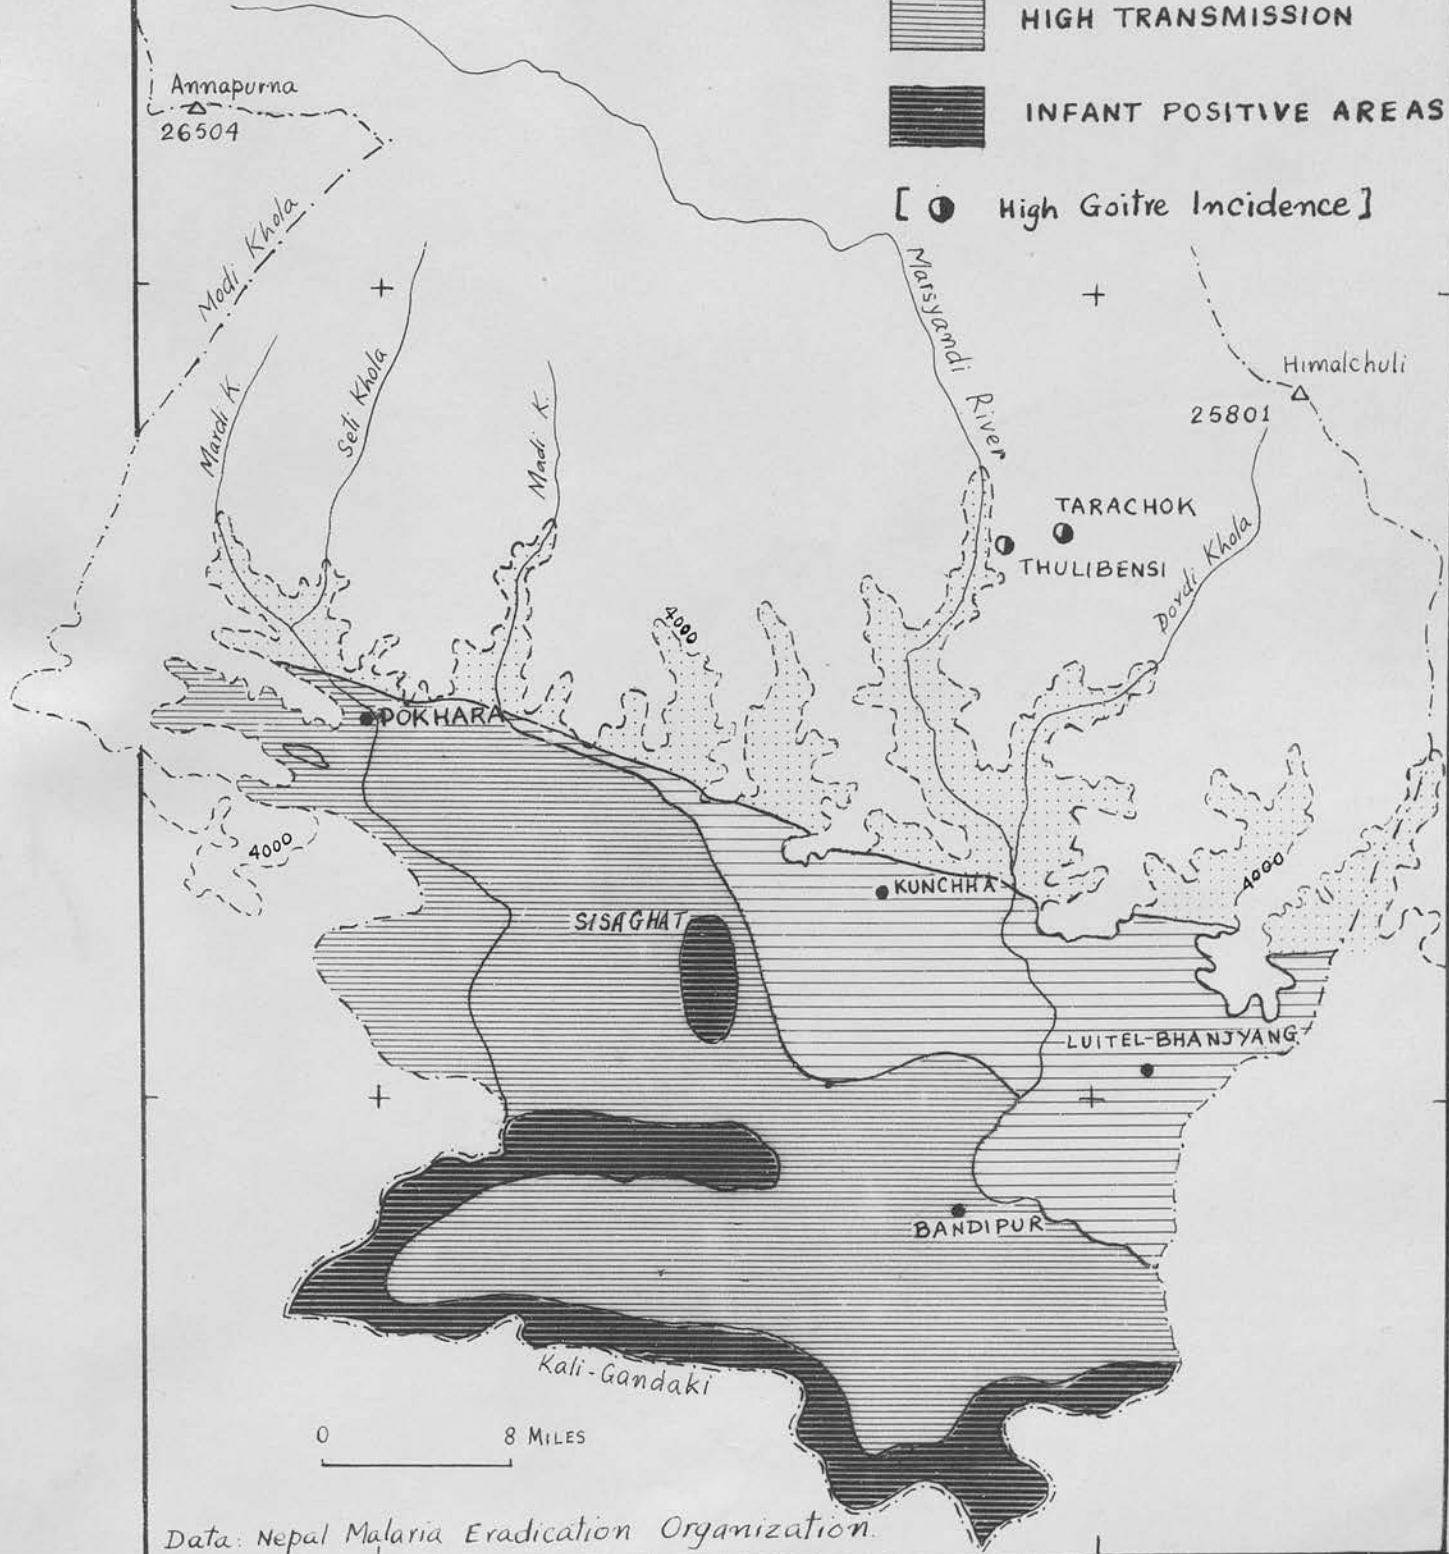 HIGH TRANSMISSION
Annapurna
26504
INFANT POSITIVE AREAS
[ High Goitre Incidence ]
Modi Khola
Marsyandi River
Himalchuli
25801
Mardi K.
Seti Khola
Madi K.
TARACHOK
THULIBENSI
Dordi Khola
4000
POKHARA
4000
KUNCHHA
4000
SISAGHAT
LUITEL-BHANJYANG
BANDIPUR
Kali-Gandaki
0 8 MILES
Data: Nepal Malaria Eradication Organization.